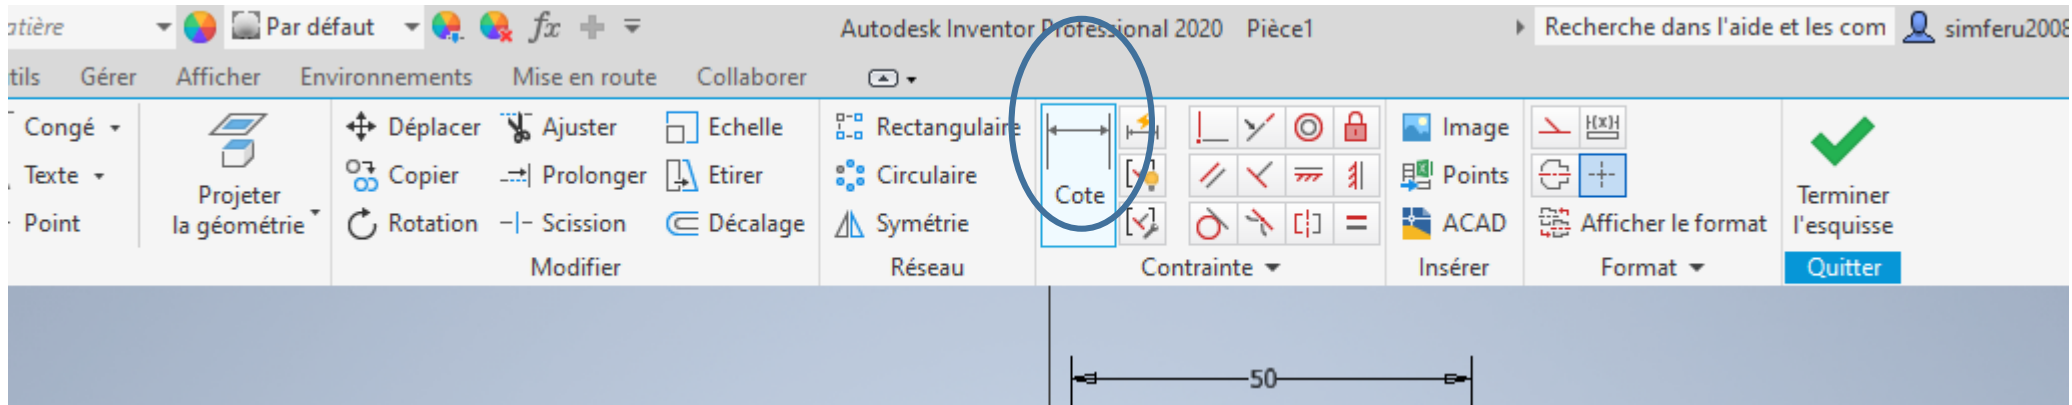 Par défaut fx Autodesk Inventor Professional 2020 Pièce1 Recherche dans l'aide et les com simferu2008
Gérer Afficher Environnements Mise en route Collaborer
Congé Déplacer Ajuster Echelle Rectangulaire Image
Texte Copier Prolonger Etirer Circulaire Points
Projeter la géométrie Cote Terminer l'esquisse
Point Rotation Scission Décalage Symétrie ACAD Afficher le format
Modifier Réseau Contrainte Insérer Format Quitter
50